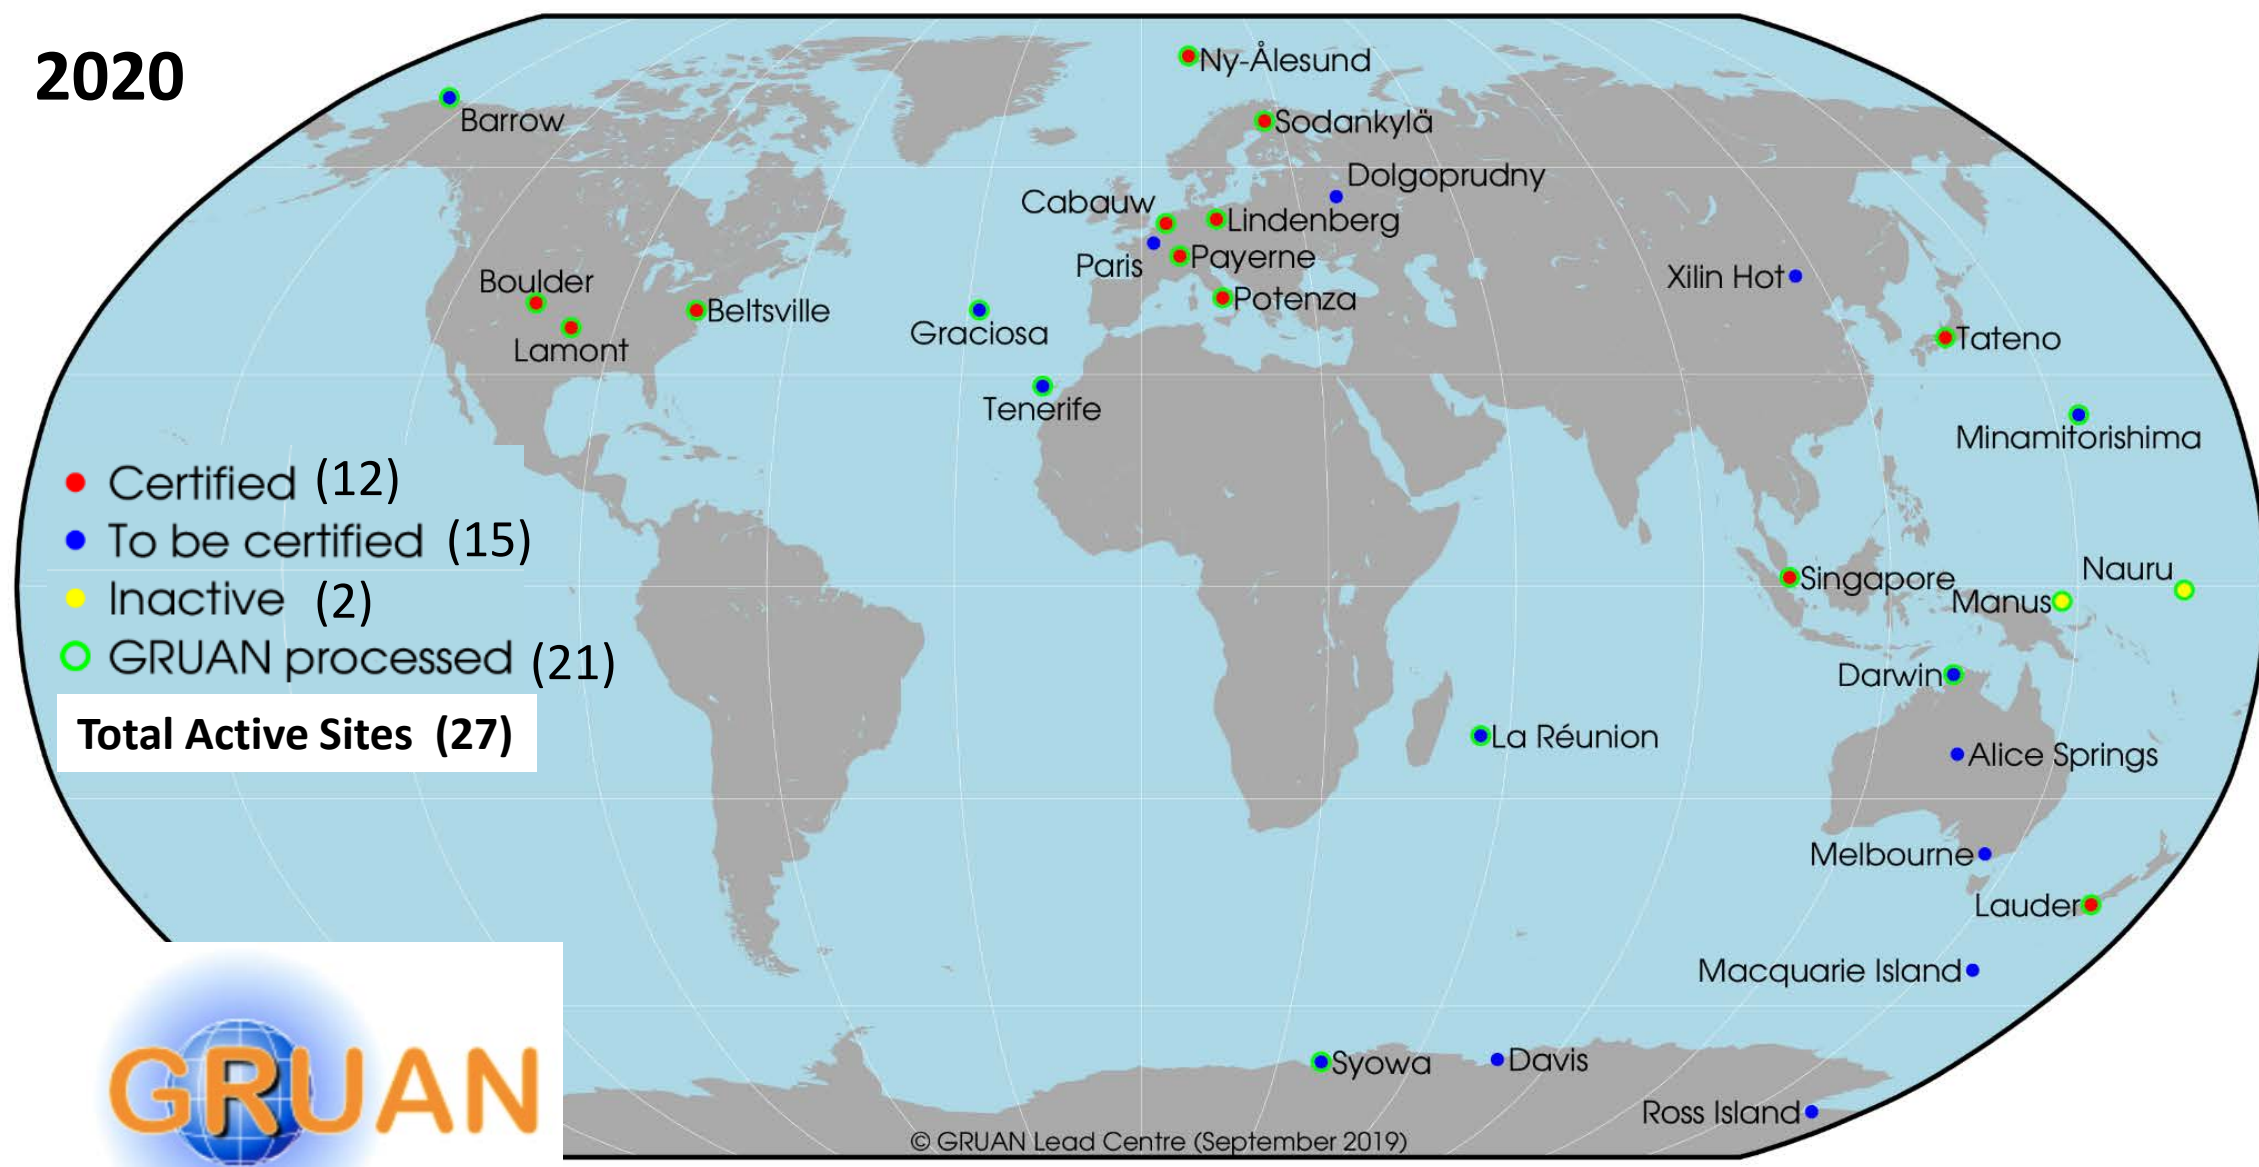 2020
Ny-Ålesund
Barrow
Sodankylä
Dolgoprudny
Cabauw
Lindenberg
Paris
Payerne
Xilin Hot
Boulder
Potenza
Beltsville
Graciosa
Lamont
Tateno
Tenerife
Minamitorishima
Certified (12)
To be certified (15)
Inactive (2)
GRUAN processed (21)
Total Active Sites (27)
Nauru
Singapore
Manus
Darwin
La Réunion
Alice Springs
Melbourne
Lauder
Macquarie Island
Syowa
Davis
Ross Island
GRUAN
© GRUAN Lead Centre (September 2019)